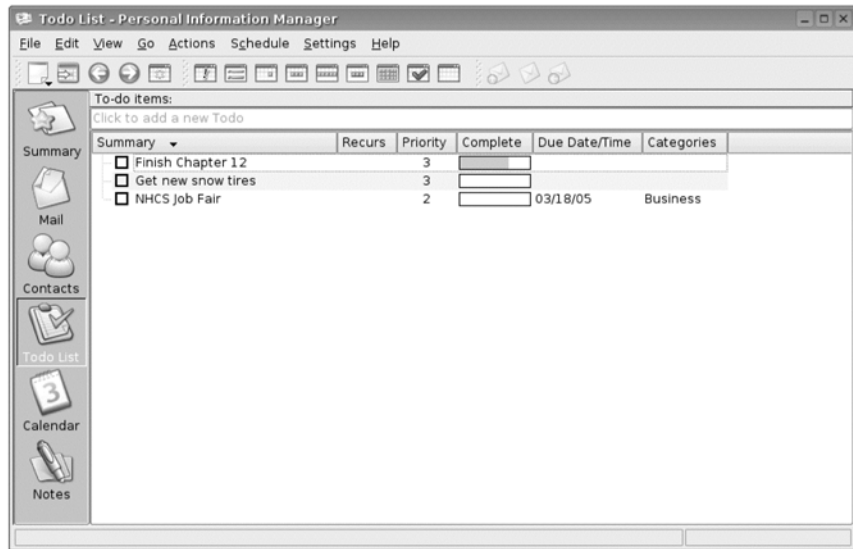 Todo List - Personal Information Manager
File Edit View Go Actions Schedule Settings Help
To-do items:
Click to add a new Todo
Summary Recurs Priority Complete Due Date/Time Categories
Finish Chapter 12 3
Get new snow tires 3
NHCS Job Fair 2 03/18/05 Business
Summary
Mail
Contacts
Todo List
3
Calendar
Notes